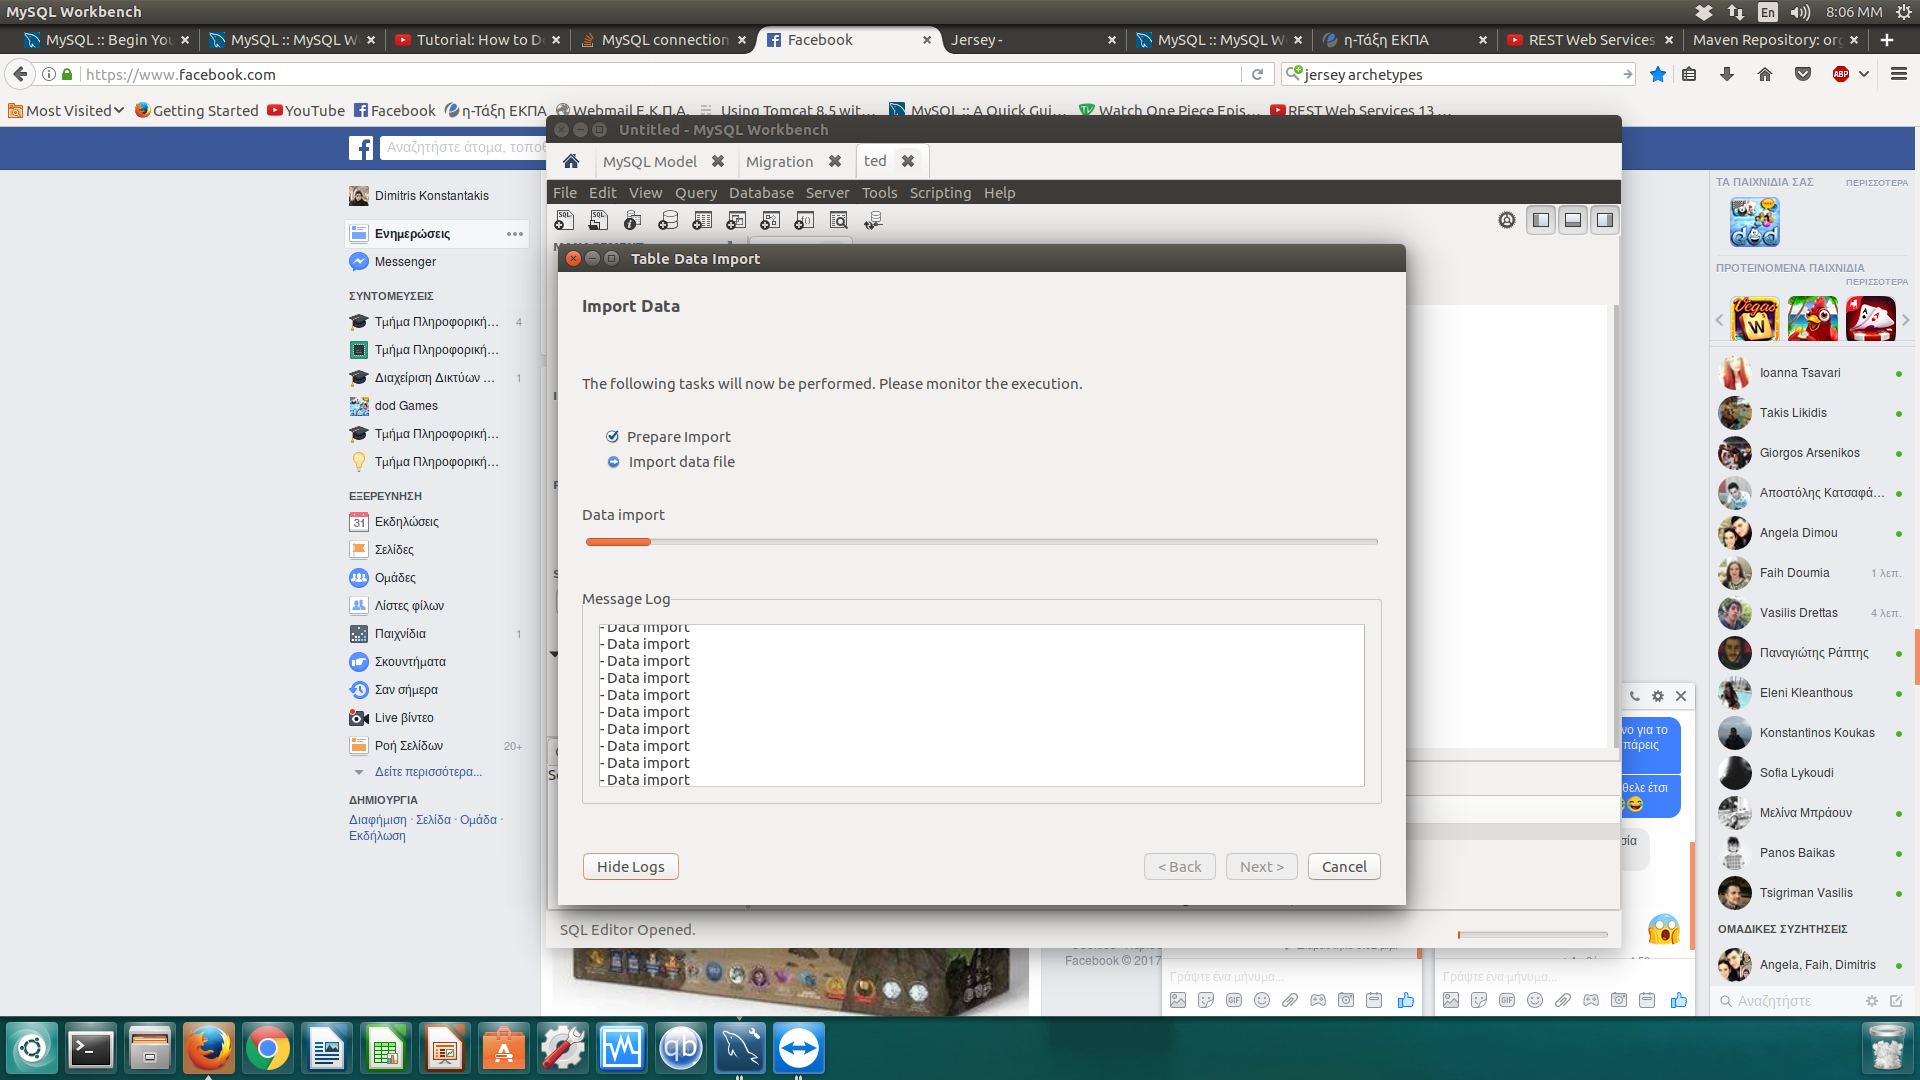 MySQL Workbench
En
8:06 MM
MySQL :: Begin You
MySQL :: MySQL W
Tutorial: How to D
MySQL connection
Facebook
Jersey -
MySQL :: MySQL W
η-Τάξη ΕΚΠΑ
REST Web Services
Maven Repository: org
https://www.facebook.com
jersey archetypes
ABP
Most Visited
Getting Started
YouTube
Facebook
η-Τάξη ΕΚΠΑ
Webmail Ε.Κ.Π.Α.
Using Tomcat 8.5 wit...
MySQL :: A Quick Gui...
Watch One Piece Epis...
REST Web Services 13 ...
Αναζητήστε άτομα, τοποθ
Dimitris Konstantakis
Ενημερώσεις
Messenger
ΣΥΝΤΟΜΕΥΣΕΙΣ
Τμήμα Πληροφορική... 4
Τμήμα Πληροφορική...
Διαχείριση Δικτύων ... 1
dod Games
Τμήμα Πληροφορική...
Τμήμα Πληροφορική...
ΕΞΕΡΕΥΝΗΣΗ
31
Εκδηλώσεις
Σελίδες
Ομάδες
Λίστες φίλων
Παιχνίδια 1
Σκουντήματα
Σαν σήμερα
Live βίντεο
Ροή Σελίδων 20+
Δείτε περισσότερα...
ΔΗΜΙΟΥΡΓΙΑ
Διαφήμιση · Σελίδα · Ομάδα ·
Εκδήλωση
Untitled - MySQL Workbench
MySQL Model
Migration
ted
File Edit View Query Database Server Tools Scripting Help
Table Data Import
Import Data
The following tasks will now be performed. Please monitor the execution.
Prepare Import
Import data file
Data import
Message Log
- Data import
- Data import
- Data import
- Data import
- Data import
- Data import
- Data import
- Data import
- Data import
- Data import
Hide Logs
< Back
Next >
Cancel
SQL Editor Opened.
Facebook © 2017
Γράψτε ένα μήνυμα...
GIF
Γράψτε ένα μήνυμα...
GIF
νο για το
πάρεις
θελε έτσι
ΤΑ ΠΑΙΧΝΙΔΙΑ ΣΑΣ
ΠΕΡΙΣΣΟΤΕΡΑ
dod
ΠΡΟΤΕΙΝΟΜΕΝΑ ΠΑΙΧΝΙΔΙΑ
ΠΕΡΙΣΣΟΤΕΡΑ
Vegas
W
Ioanna Tsavari
Takis Likidis
Giorgos Arsenikos
Αποστόλης Κατσαφά...
Angela Dimou
Faih Doumia 1 λεπ.
Vasilis Drettas 4 λεπ.
Παναγιώτης Ράπτης
Eleni Kleanthous
Konstantinos Koukas
Sofia Lykoudi
Μελίνα Μπράουν
Panos Baikas
Tsigriman Vasilis
ΟΜΑΔΙΚΕΣ ΣΥΖΗΤΗΣΕΙΣ
Angela, Faih, Dimitris
Αναζητήστε
qb